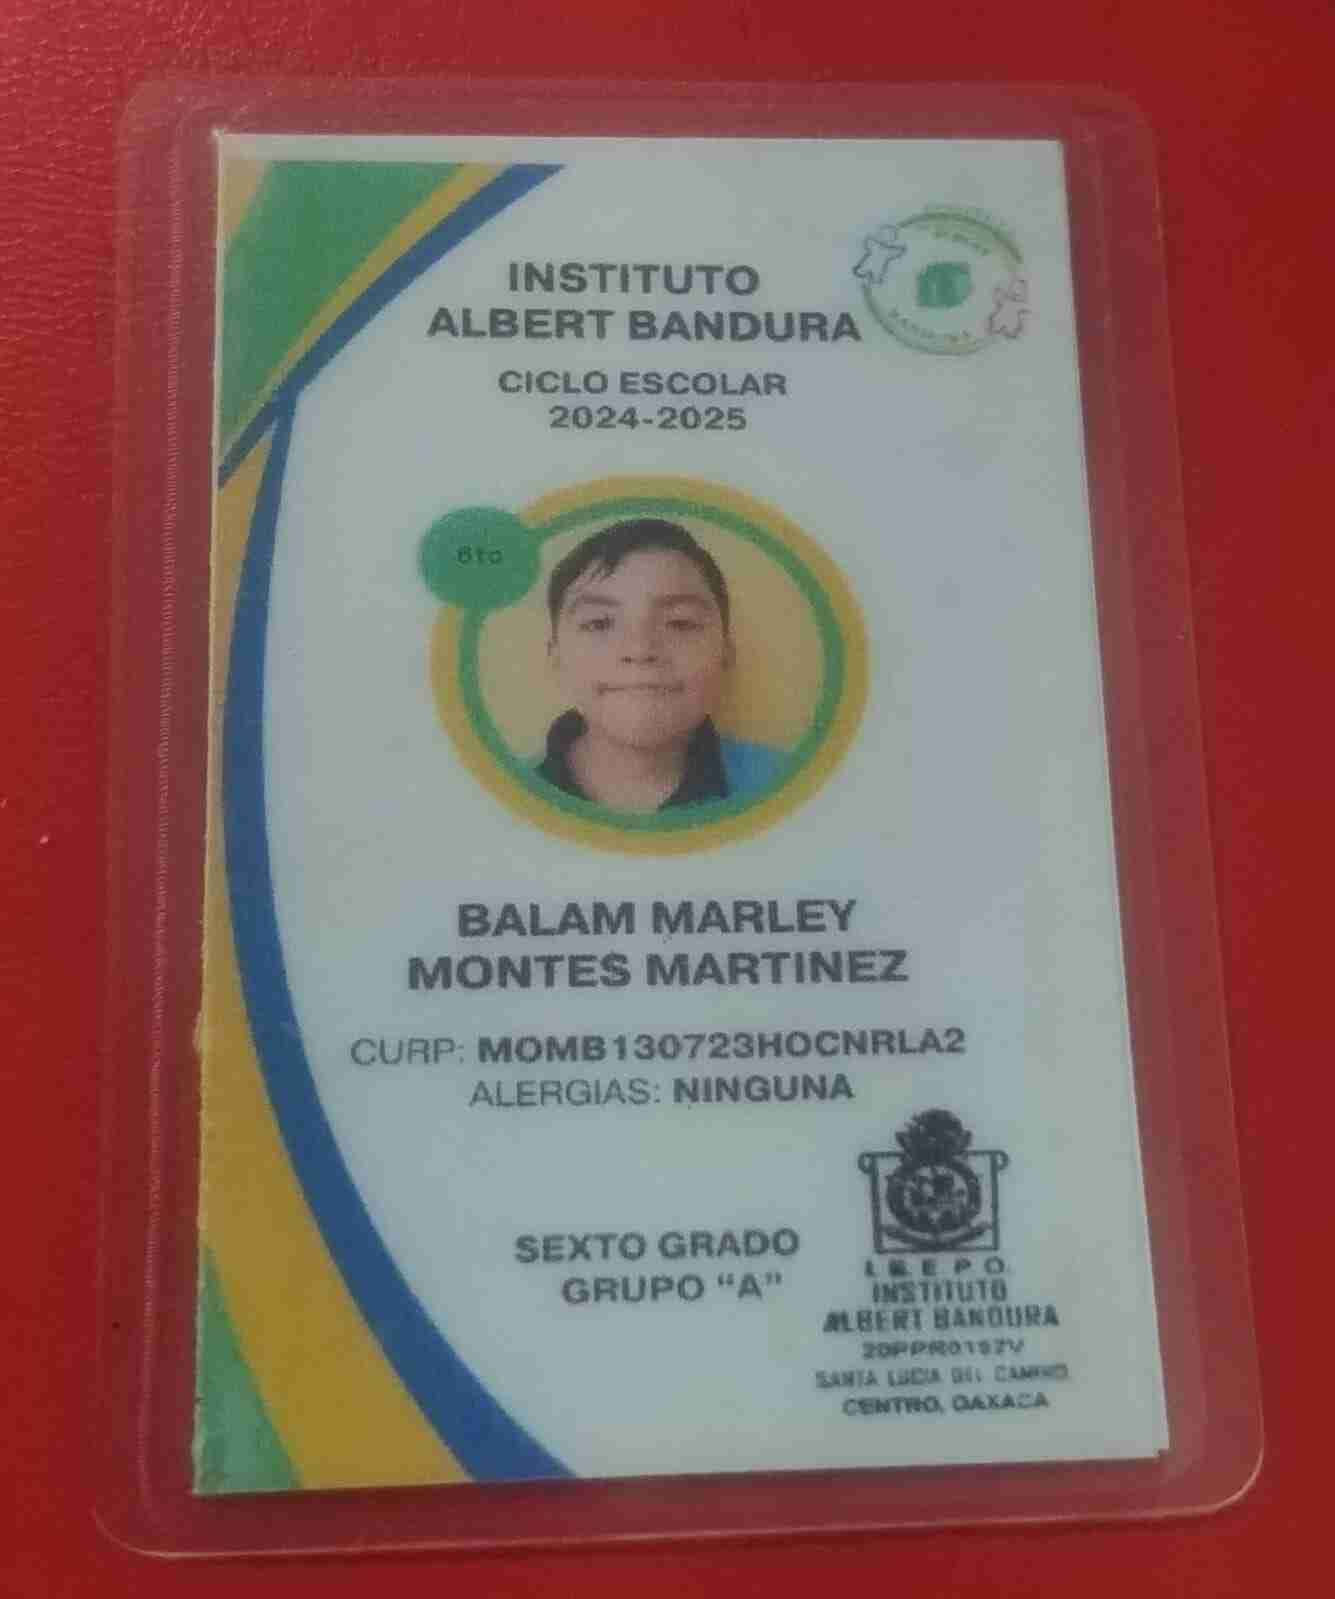 INSTITUTO
ALBERT BANDURA
CICLO ESCOLAR
2024-2025
6to
BALAM MARLEY
MONTES MARTINEZ
CURP: MOMB130723HOCNRLA2
ALERGIAS: NINGUNA
SEXTO GRADO
GRUPO “A”
I. E. E. P. O.
INSTITUTO
ALBERT BANDURA
SANTA LUCIA DEL CAMINO
CENTRO, OAXACA